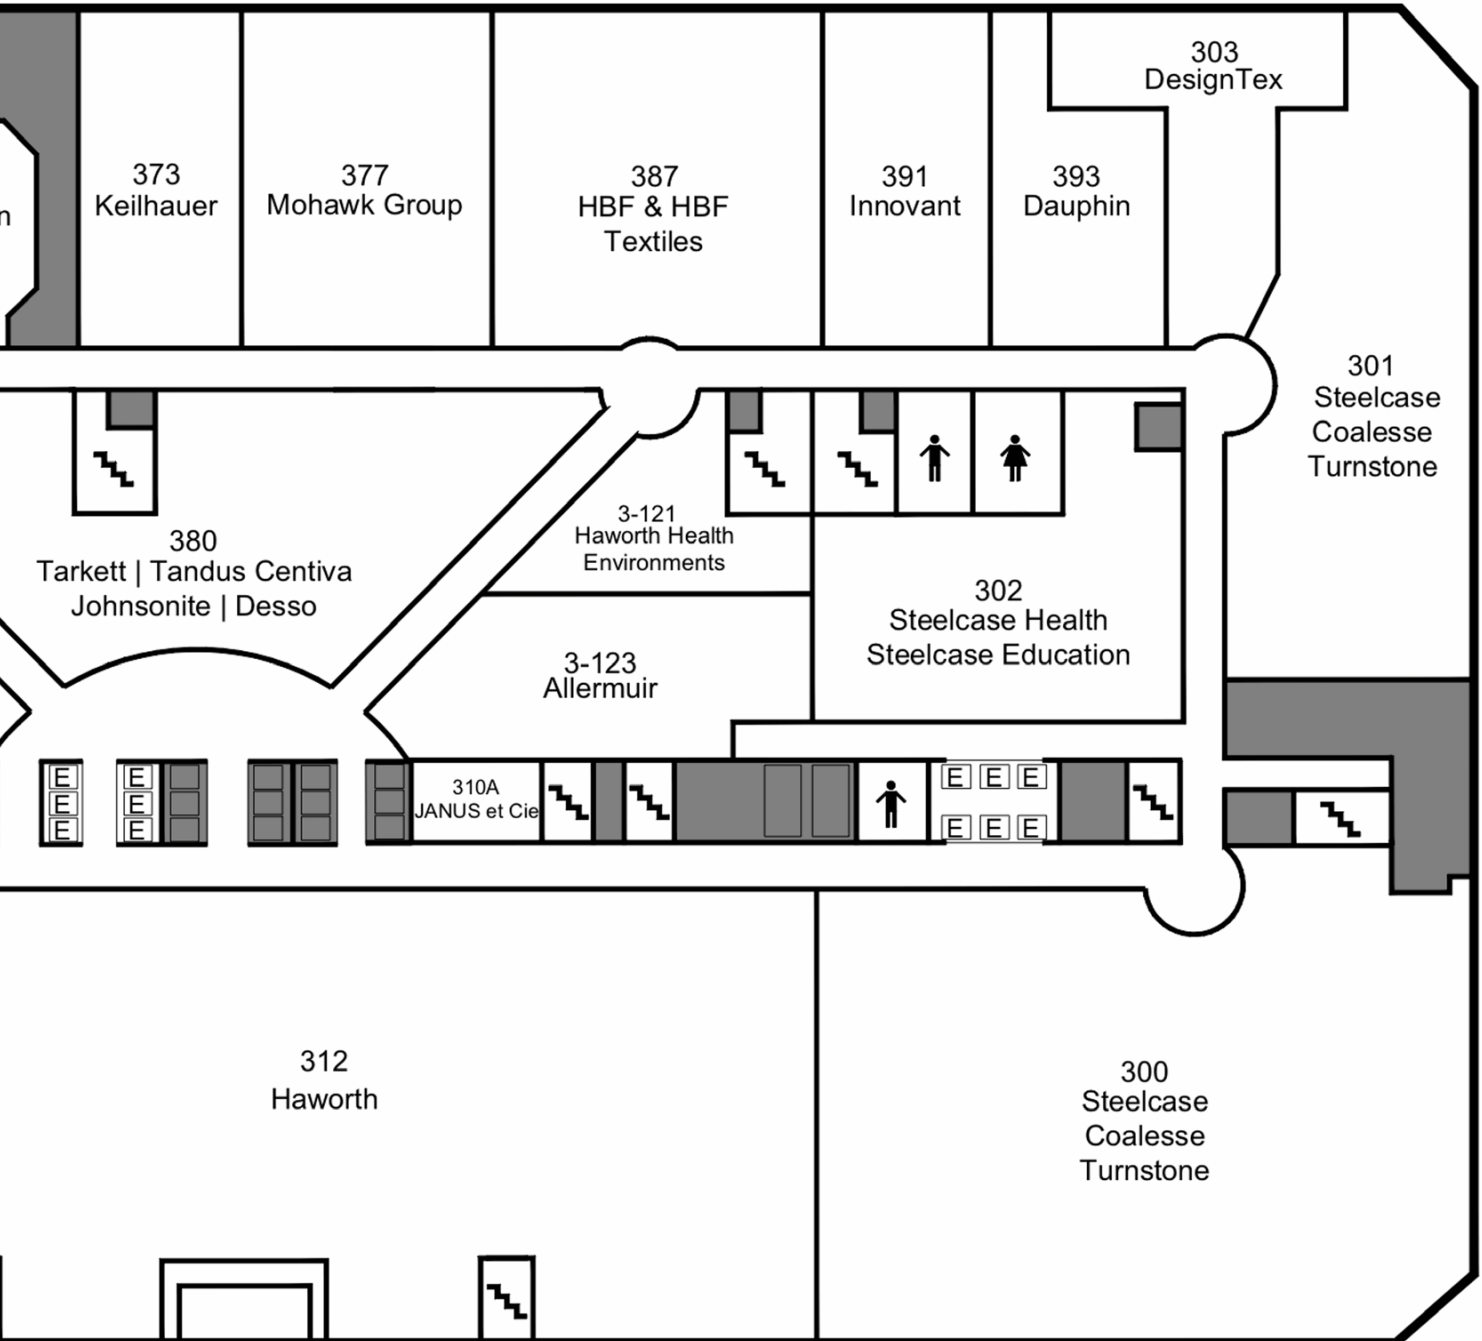 303
DesignTex
373
Keilhauer
377
Mohawk Group
387
HBF & HBF
Textiles
391
Innovant
393
Dauphin
n
301
Steelcase
Coalesse
Turnstone
380
Tarkett | Tandus Centiva
Johnsonite | Desso
3-121
Haworth Health
Environments
302
Steelcase Health
Steelcase Education
3-123
Allermuir
E
E
E
E
E
E
310A
JANUS et Cie
E E E
E E E
312
Haworth
300
Steelcase
Coalesse
Turnstone